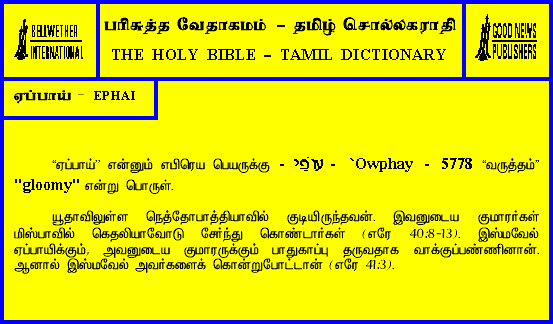 BELLWETHER
INTERNATIONAL
பரிசுத்த வேதாகமம் - தமிழ் சொல்லகராதி
THE HOLY BIBLE - TAMIL DICTIONARY
GOOD NEWS
PUBLISHERS
ஏப்பாய் - EPHAI
“ஏப்பாய்” என்னும் எபிரெய பெயருக்கு - עוֹפַי - `Owphay - 5778 “வருத்தம்”
"gloomy" என்று பொருள்.
யூதாவிலுள்ள நெத்தோபாத்தியாவில் குடியிருந்தவன். இவனுடைய குமாரர்கள்
மிஸ்பாவில் கெதலியாவோடு சேர்ந்து கொண்டார்கள் (எரே 40:8-13). இஸ்மவேல்
ஏப்பாயிக்கும், அவனுடைய குமாரருக்கும் பாதுகாப்பு தருவதாக வாக்குப்பண்ணினான்.
ஆனால் இஸ்மவேல் அவர்களைக் கொன்றுபோட்டான் (எரே 41:3).